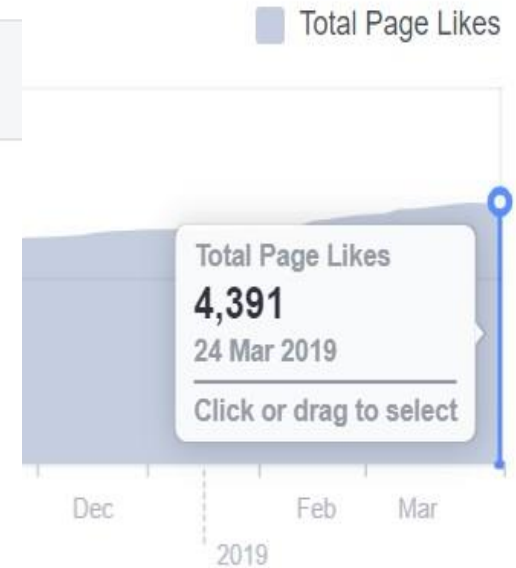 Total Page Likes
Total Page Likes
4,391
24 Mar 2019
Click or drag to select
Dec
Feb
Mar
2019